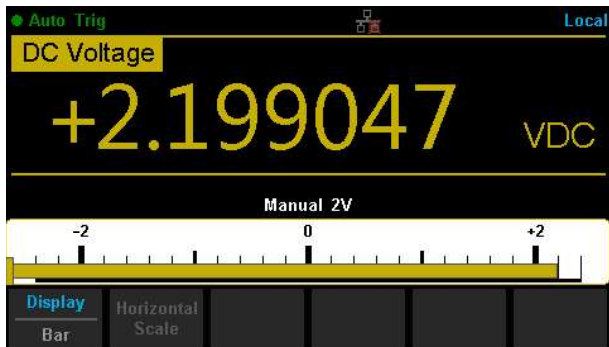 Auto Trig Local
DC Voltage
+2.199047 VDC
Manual 2V
-2 0 +2
Display Horizontal
Bar Scale